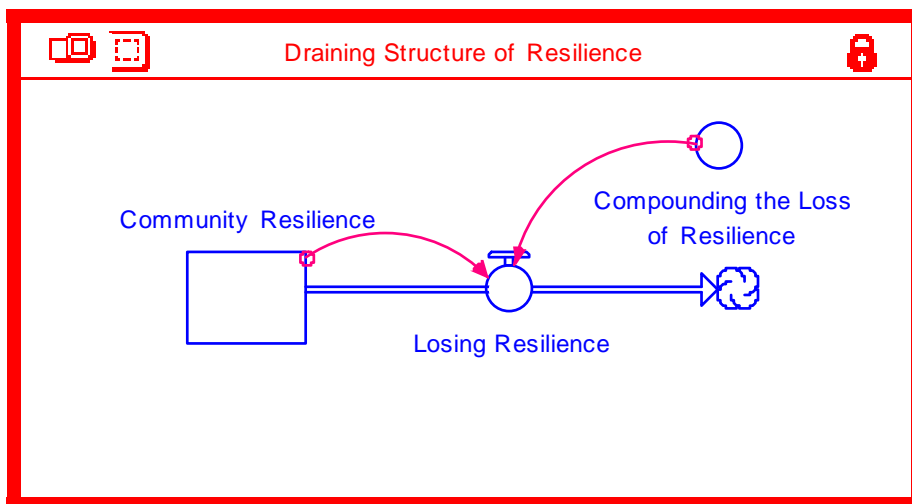 Draining Structure of Resilience
Community Resilience
Compounding the Loss
of Resilience
Losing Resilience